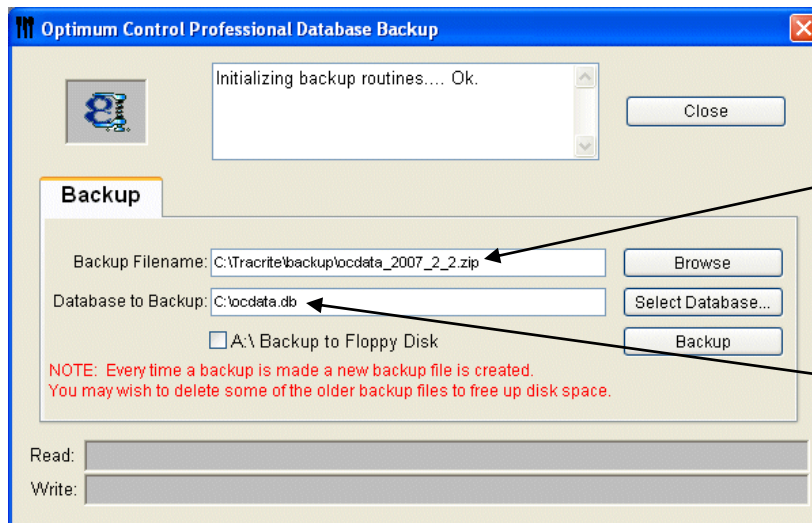 Optimum Control Professional Database Backup
Initializing backup routines.... Ok.
Close
Backup
Backup Filename: C:\Tracrite\backup\ocdata_2007_2_2.zip Browse
Database to Backup: C:\ocdata.db Select Database...
A:\ Backup to Floppy Disk Backup
NOTE: Every time a backup is made a new backup file is created.
You may wish to delete some of the older backup files to free up disk space.
Read:
Write: